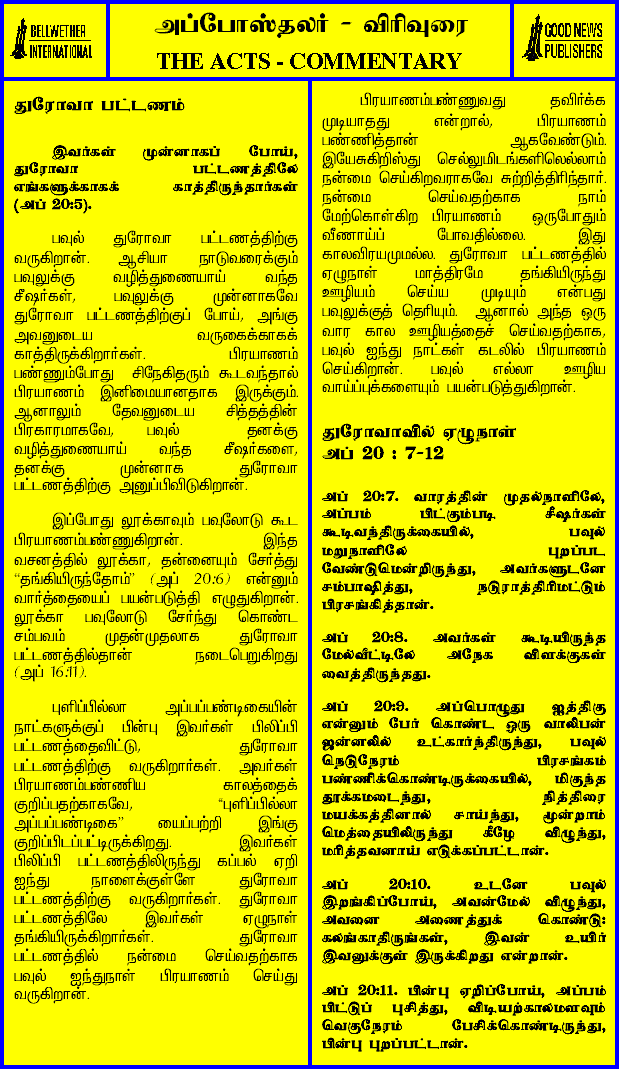 BELLWETHER
INTERNATIONAL
அப்போஸ்தலர் - விரிவுரை
THE ACTS - COMMENTARY
GOOD NEWS
PUBLISHERS
துரோவா பட்டணம்
இவர்கள் முன்னாகப் போய்,
துரோவா பட்டணத்திலே
எங்களுக்காகக் காத்திருந்தார்கள்
(அப் 20:5).
பவுல் துரோவா பட்டணத்திற்கு
வருகிறான். ஆசியா நாடுவரைக்கும்
பவுலுக்கு வழித்துணையாய் வந்த
சீஷர்கள், பவுலுக்கு முன்னாகவே
துரோவா பட்டணத்திற்குப் போய், அங்கு
அவனுடைய வருகைக்காகக்
காத்திருக்கிறார்கள். பிரயாணம்
பண்ணும்போது சிநேகிதரும் கூடவந்தால்
பிரயாணம் இனிமையானதாக இருக்கும்.
ஆனாலும் தேவனுடைய சித்தத்தின்
பிரகாரமாகவே, பவுல் தனக்கு
வழித்துணையாய் வந்த சீஷர்களை,
தனக்கு முன்னாக துரோவா
பட்டணத்திற்கு அனுப்பிவிடுகிறான்.
இப்போது லூக்காவும் பவுலோடு கூட
பிரயாணம்பண்ணுகிறான். இந்த
வசனத்தில் லூக்கா, தன்னையும் சேர்த்து
"தங்கியிருந்தோம்" (அப் 20:6) என்னும்
வார்த்தையைப் பயன்படுத்தி எழுதுகிறான்.
லூக்கா பவுலோடு சேர்ந்து கொண்ட
சம்பவம் முதன்முதலாக துரோவா
பட்டணத்தில்தான் நடைபெறுகிறது
(அப் 16:11).
புளிப்பில்லா அப்பப்பண்டிகையின்
நாட்களுக்குப் பின்பு இவர்கள் பிலிப்பி
பட்டணத்தைவிட்டு, துரோவா
பட்டணத்திற்கு வருகிறார்கள். அவர்கள்
பிரயாணம்பண்ணிய காலத்தைக்
குறிப்பதற்காகவே, "புளிப்பில்லா
அப்பப்பண்டிகை" யைப்பற்றி இங்கு
குறிப்பிடப்பட்டிருக்கிறது. இவர்கள்
பிலிப்பி பட்டணத்திலிருந்து கப்பல் ஏறி
ஐந்து நாளைக்குள்ளே துரோவா
பட்டணத்திற்கு வருகிறார்கள். துரோவா
பட்டணத்திலே இவர்கள் ஏழுநாள்
தங்கியிருக்கிறார்கள். துரோவா
பட்டணத்தில் நன்மை செய்வதற்காக
பவுல் ஐந்துநாள் பிரயாணம் செய்து
வருகிறான்.
பிரயாணம்பண்ணுவது தவிர்க்க
முடியாதது என்றால், பிரயாணம்
பண்ணித்தான் ஆகவேண்டும்.
இயேசுகிறிஸ்து செல்லுமிடங்களிலெல்லாம்
நன்மை செய்கிறவராகவே சுற்றித்திரிந்தார்.
நன்மை செய்வதற்காக நாம்
மேற்கொள்கிற பிரயாணம் ஒருபோதும்
வீணாய்ப் போவதில்லை. இது
காலவிரயமுமல்ல. துரோவா பட்டணத்தில்
ஏழுநாள் மாத்திரமே தங்கியிருந்து
ஊழியம் செய்ய முடியும் என்பது
பவுலுக்குத் தெரியும். ஆனால் அந்த ஒரு
வார கால ஊழியத்தைச் செய்வதற்காக,
பவுல் ஐந்து நாட்கள் கடலில் பிரயாணம்
செய்கிறான். பவுல் எல்லா ஊழிய
வாய்ப்புக்களையும் பயன்படுத்துகிறான்.
துரோவாவில் ஏழுநாள்
அப் 20 : 7-12
அப் 20:7. வாரத்தின் முதல்நாளிலே,
அப்பம் பிட்கும்படி சீஷர்கள்
கூடிவந்திருக்கையில், பவுல்
மறுநாளிலே புறப்பட
வேண்டுமென்றிருந்து, அவர்களுடனே
சம்பாஷித்து, நடுராத்திரிமட்டும்
பிரசங்கித்தான்.
அப் 20:8. அவர்கள் கூடியிருந்த
மேல்வீட்டிலே அநேக விளக்குகள்
வைத்திருந்தது.
அப் 20:9. அப்பொழுது ஐத்திகு
என்னும் பேர் கொண்ட ஒரு வாலிபன்
ஜன்னலில் உட்கார்ந்திருந்து, பவுல்
நெடுநேரம் பிரசங்கம்
பண்ணிக்கொண்டிருக்கையில், மிகுந்த
தூக்கமடைந்து, நித்திரை
மயக்கத்தினால் சாய்ந்து, மூன்றாம்
மெத்தையிலிருந்து கீழே விழுந்து,
மரித்தவனாய் எடுக்கப்பட்டான்.
அப் 20:10. உடனே பவுல்
இறங்கிப்போய், அவன்மேல் விழுந்து,
அவனை அணைத்துக் கொண்டு:
கலங்காதிருங்கள், இவன் உயிர்
இவனுக்குள் இருக்கிறது என்றான்.
அப் 20:11. பின்பு ஏறிப்போய், அப்பம்
பிட்டுப் புசித்து, விடியற்காலமளவும்
வெகுநேரம் பேசிக்கொண்டிருந்து,
பின்பு புறப்பட்டான்.